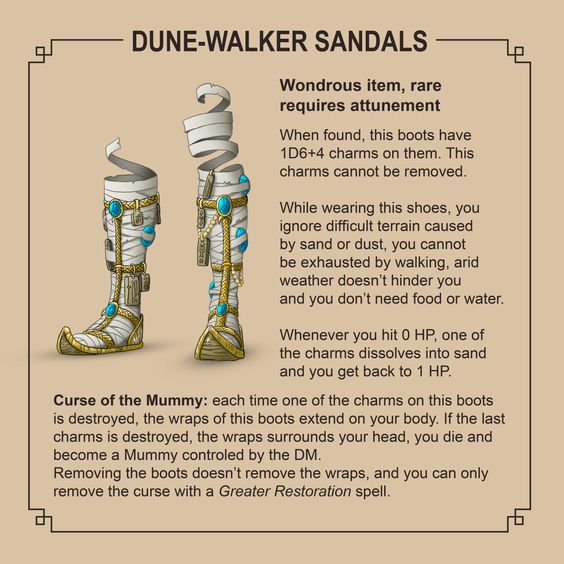 DUNE-WALKER SANDALS
Wondrous item, rare
requires attunement
When found, this boots have
1D6+4 charms on them. This
charms cannot be removed.
While wearing this shoes, you
ignore difficult terrain caused
by sand or dust, you cannot
be exhausted by walking, arid
weather doesn't hinder you
and you don't need food or water.
Whenever you hit 0 HP, one of
the charms dissolves into sand
and you get back to 1 HP.
Curse of the Mummy: each time one of the charms on this boots
is destroyed, the wraps of this boots extend on your body. If the last
charms is destroyed, the wraps surrounds your head, you die and
become a Mummy controled by the DM.
Removing the boots doesn't remove the wraps, and you can only
remove the curse with a Greater Restoration spell.